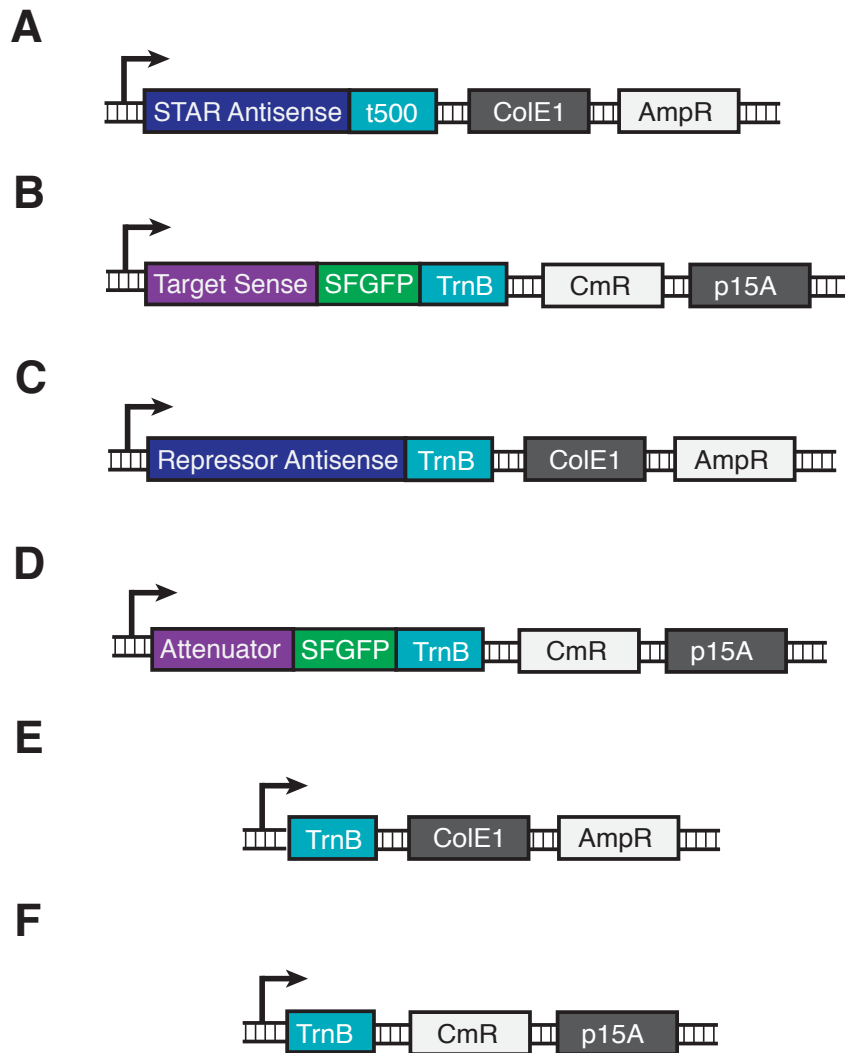 A
STAR Antisense t500 ColE1 AmpR
B
Target Sense SFGFP TrnB CmR p15A
C
Repressor Antisense TrnB ColE1 AmpR
D
Attenuator SFGFP TrnB CmR p15A
E
TrnB ColE1 AmpR
F
TrnB CmR p15A